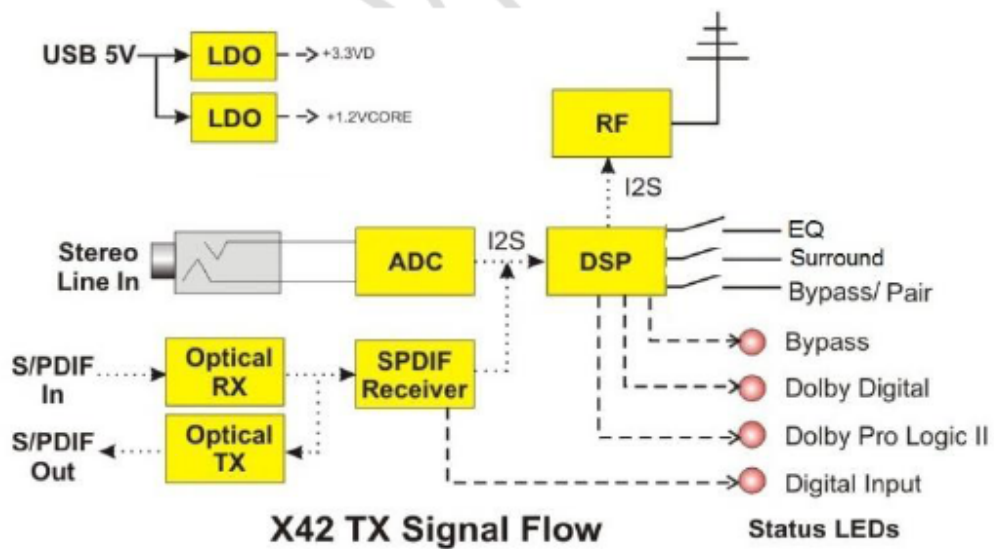 USB 5V
LDO
+3.3VD
LDO
+1.2VCORE
RF
I2S
Stereo
Line In
ADC
I2S
DSP
EQ
Surround
Bypass/ Pair
S/PDIF
In
Optical
RX
SPDIF
Receiver
S/PDIF
Out
Optical
TX
Bypass
Dolby Digital
Dolby Pro Logic II
Digital Input
X42 TX Signal Flow
Status LEDs